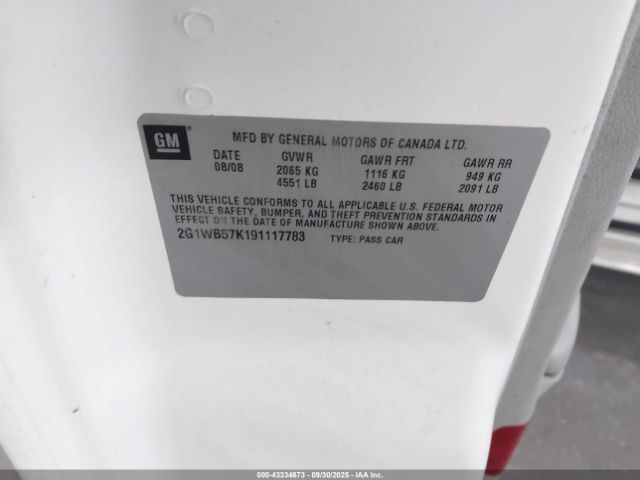 GM
MFD BY GENERAL MOTORS OF CANADA LTD.
DATE GVWR GAWR FRT GAWR RR
08/08 2065 KG 1116 KG 949 KG
4551 LB 2460 LB 2091 LB
THIS VEHICLE CONFORMS TO ALL APPLICABLE U.S. FEDERAL MOTOR
VEHICLE SAFETY, BUMPER, AND THEFT PREVENTION STANDARDS IN
EFFECT ON THE DATE OF MANUFACTURE SHOWN ABOVE.
2G1WB57K191117783 TYPE: PASS CAR
000-43334673 - 09/30/2025 - IAA Inc.